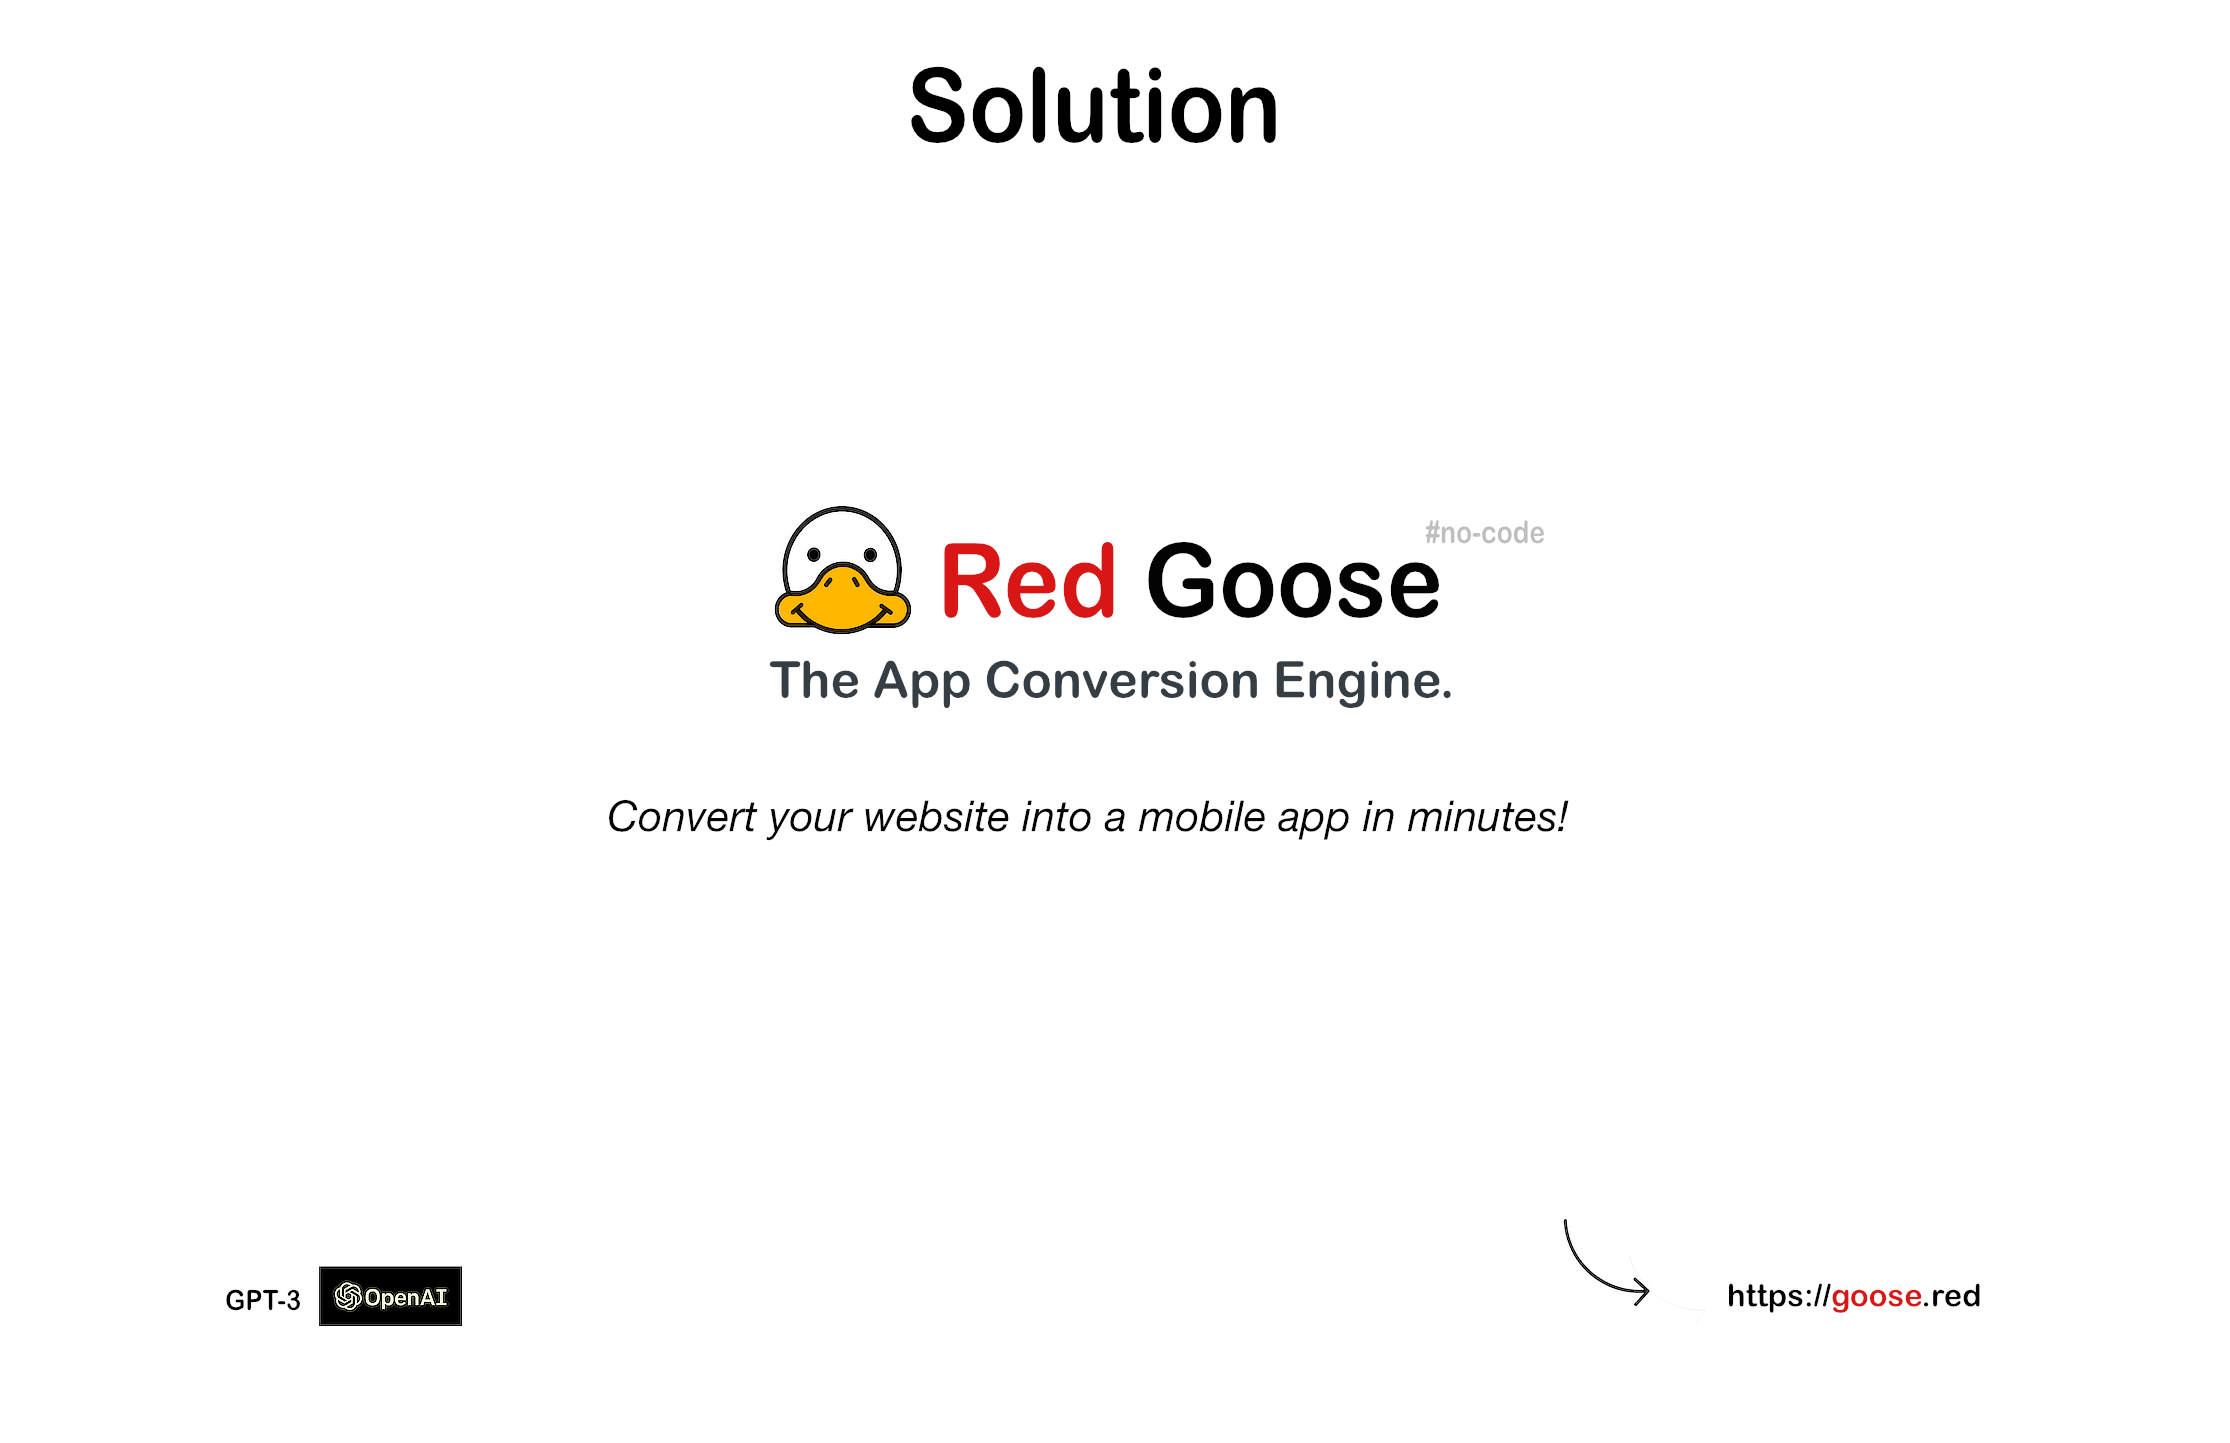 Solution
#no-code
Red Goose
The App Conversion Engine.
Convert your website into a mobile app in minutes!
GPT-3 OpenAI
https://goose.red